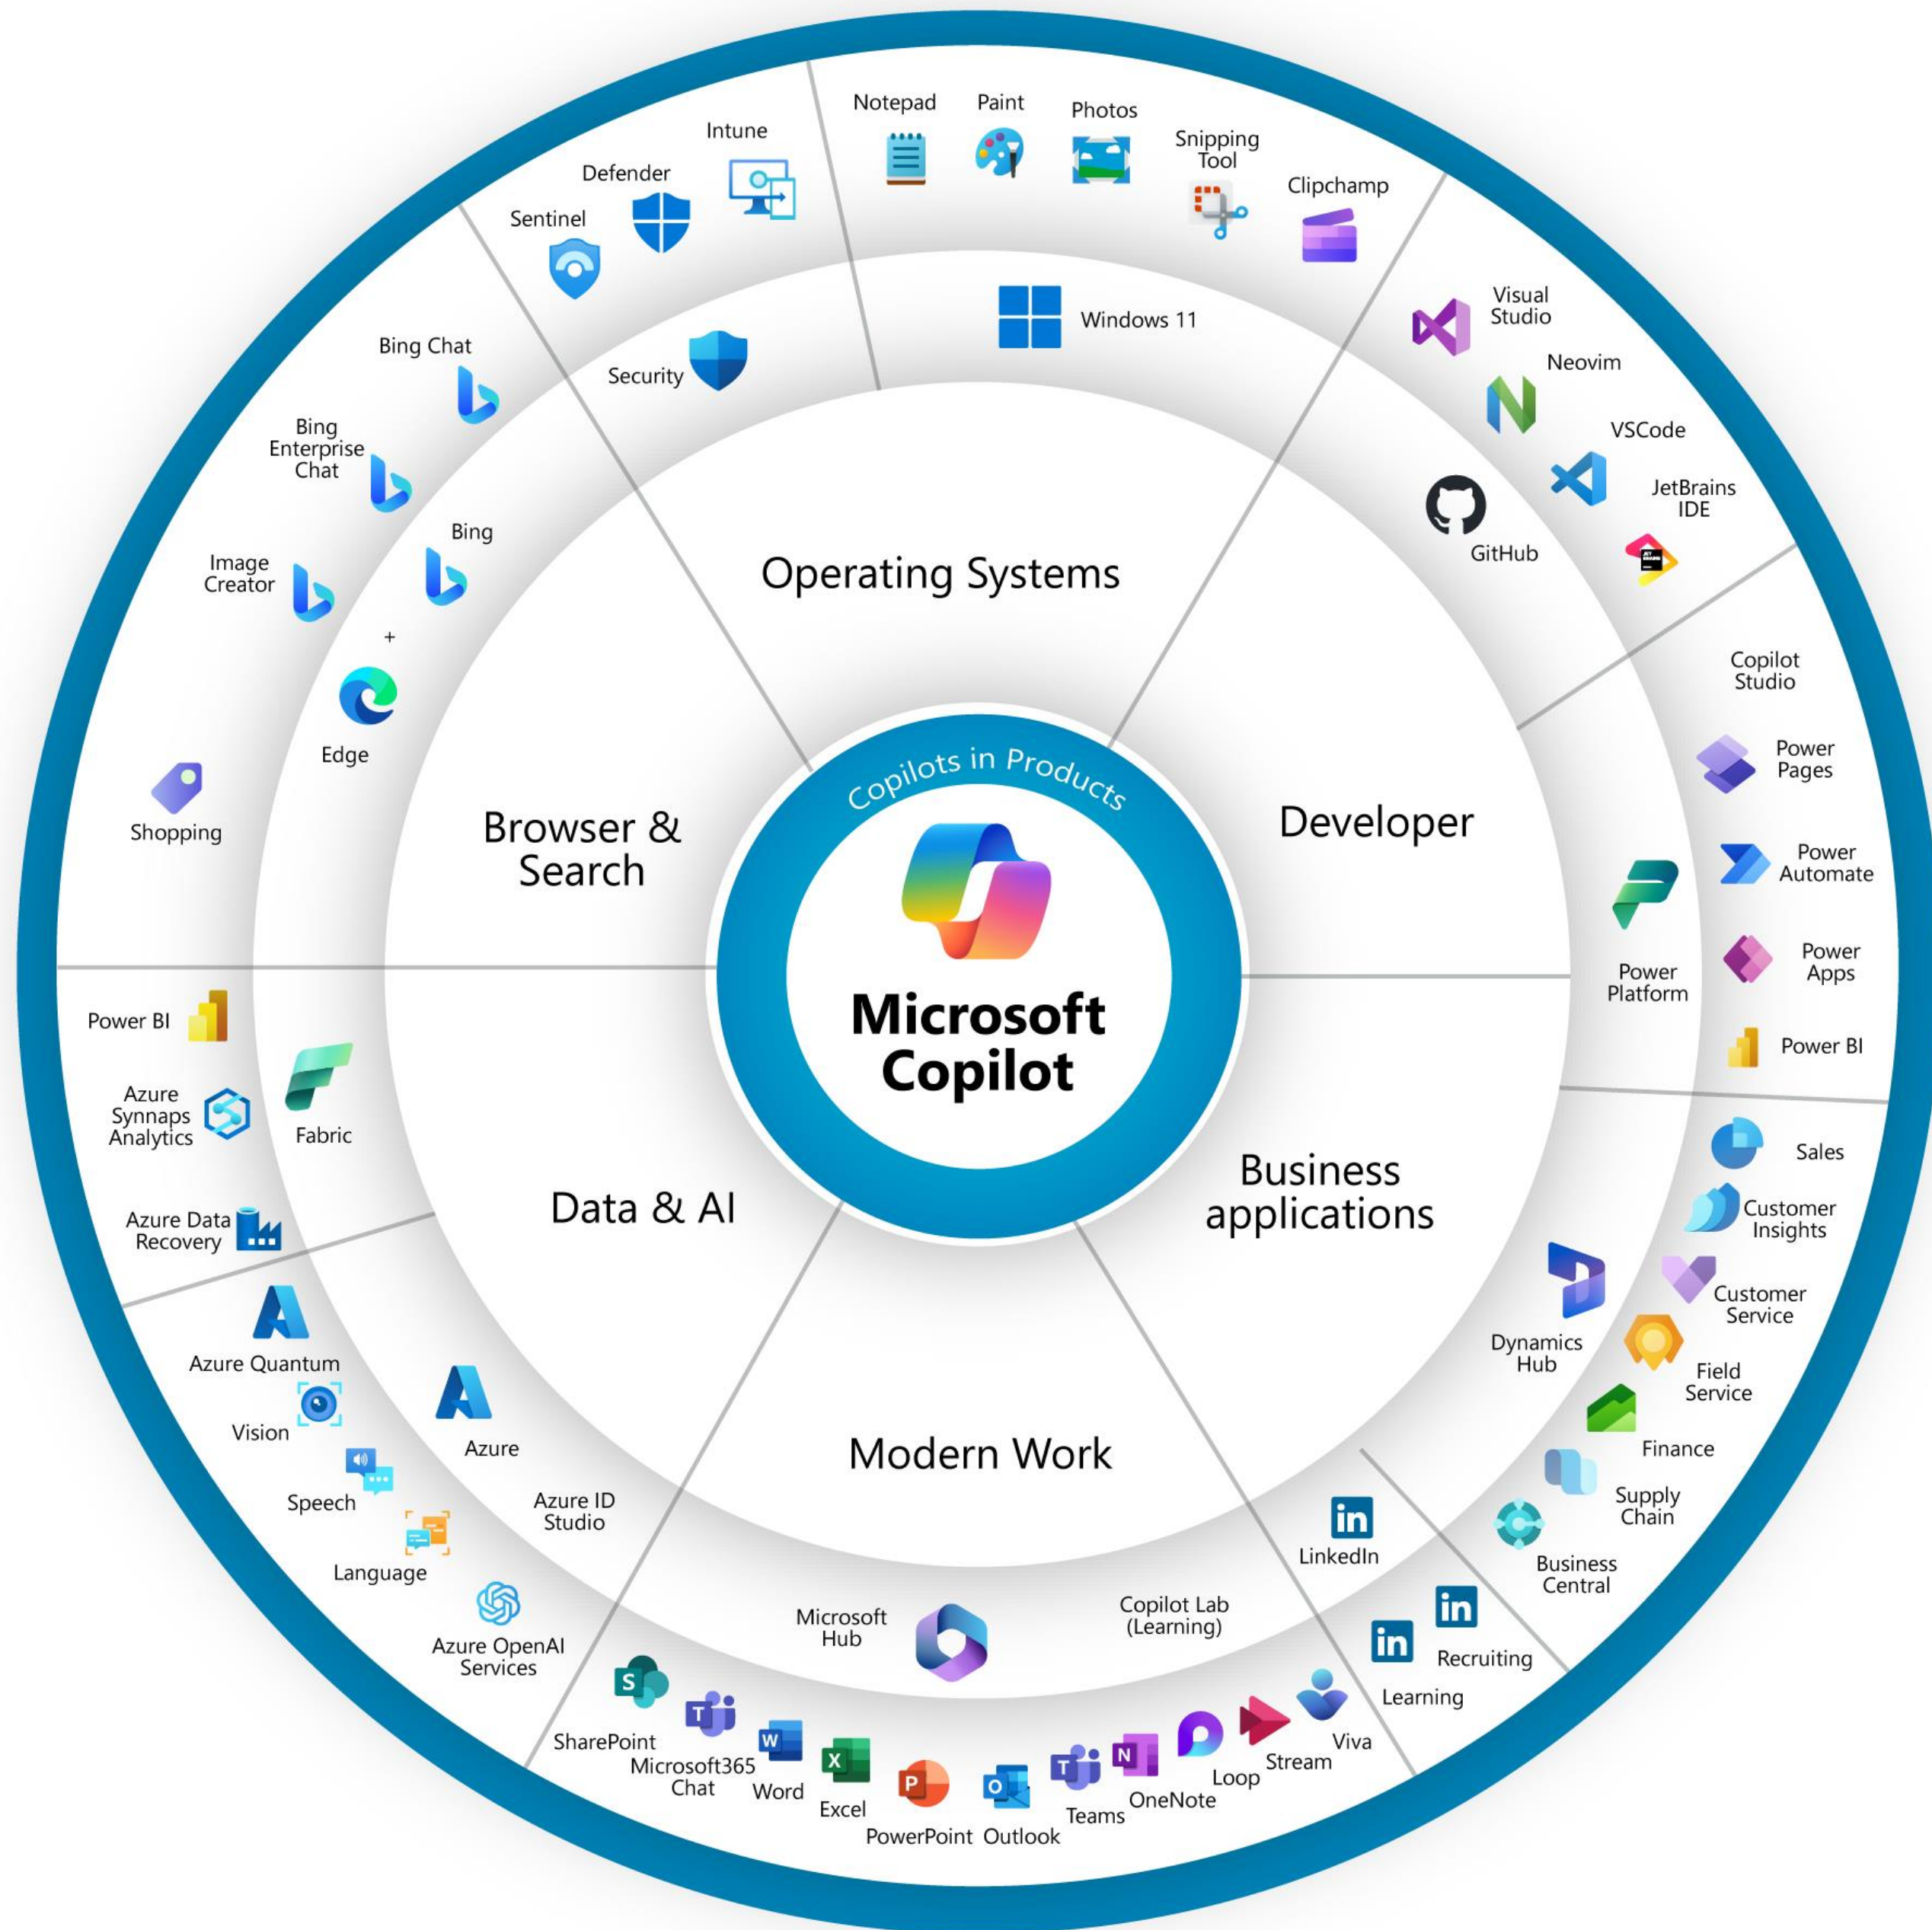 Notepad
Paint
Photos
Snipping
Tool
Clipchamp
Intune
Defender
Sentinel
Security
Windows 11
Visual
Studio
Neovim
VSCode
JetBrains
IDE
GitHub
Bing Chat
Bing
Enterprise
Chat
Image
Creator
Shopping
Bing
+
Edge
Operating Systems
Browser &
Search
Developer
Copilots in Products
Microsoft
Copilot
Copilot
Studio
Power
Pages
Power
Automate
Power
Apps
Power BI
Power
Platform
Power BI
Azure
Synnaps
Analytics
Azure Data
Recovery
Fabric
Data & AI
Business
applications
Modern Work
Sales
Customer
Insights
Customer
Service
Field
Service
Finance
Supply
Chain
Business
Central
Dynamics
Hub
Azure Quantum
Vision
Speech
Language
Azure OpenAI
Services
Azure
Azure ID
Studio
Microsoft
Hub
Copilot Lab
(Learning)
in
LinkedIn
in
Recruiting
in
Learning
S
SharePoint
T
Microsoft365
Chat
W
Word
X
Excel
P
PowerPoint
O
Outlook
T
Teams
N
OneNote
Loop
Stream
Viva